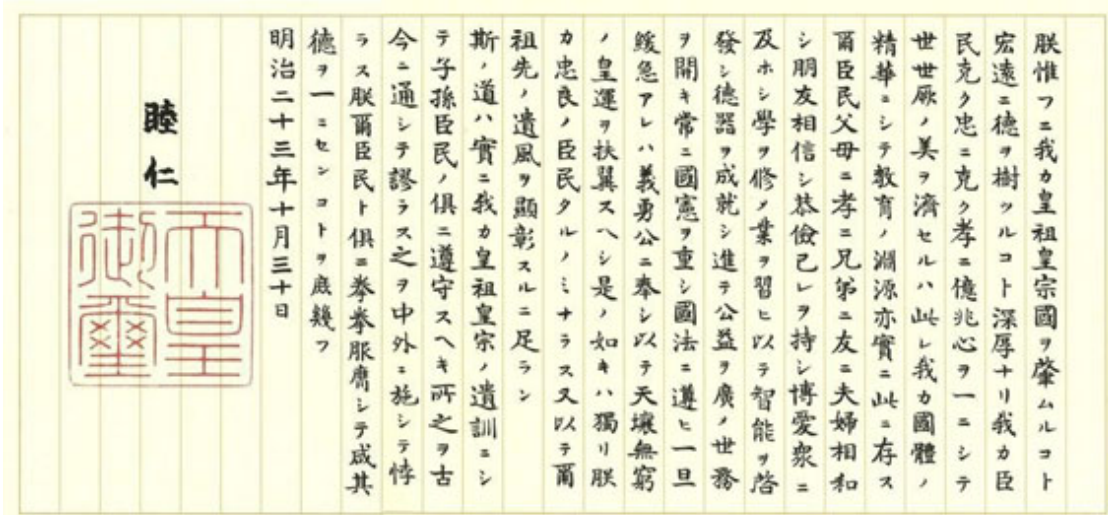 朕惟フニ我カ皇祖皇宗國ヲ肇ムルコト
宏遠ニ德ヲ樹ツルコト深厚ナリ我カ臣
民克ク忠ニ克ク孝ニ億兆心ヲ一ニシテ
世世厥ノ美ヲ濟セルハ此レ我カ國體ノ
精華ニシテ教育ノ淵源亦實ニ此ニ存ス
爾臣民父母ニ孝ニ兄弟ニ友ニ夫婦相和
シ朋友相信シ恭儉己レヲ持シ博愛衆ニ
及ホシ學ヲ修メ業ヲ習ヒ以テ智能ヲ啓
發シ德器ヲ成就シ進テ公益ヲ廣メ世務
ヲ開キ常ニ國憲ヲ重シ國法ニ遵ヒ一旦
緩急アレハ義勇公ニ奉シ以テ天壤無窮
ノ皇運ヲ扶翼スヘシ是ノ如キハ獨リ朕
カ忠良ノ臣民タルノミナラス又以テ爾
祖先ノ遺風ヲ顯彰スルニ足ラン
斯ノ道ハ實ニ我カ皇祖皇宗ノ遺訓ニシ
テ子孫臣民ノ俱ニ遵守スヘキ所之ヲ古
今ニ通シテ謬ラス之ヲ中外ニ施シテ悖
ラス朕爾臣民ト俱ニ拳拳服膺シテ咸其
德ヲ一ニセンコトヲ庶幾フ
明治二十三年十月三十日
睦仁
天皇
御璽